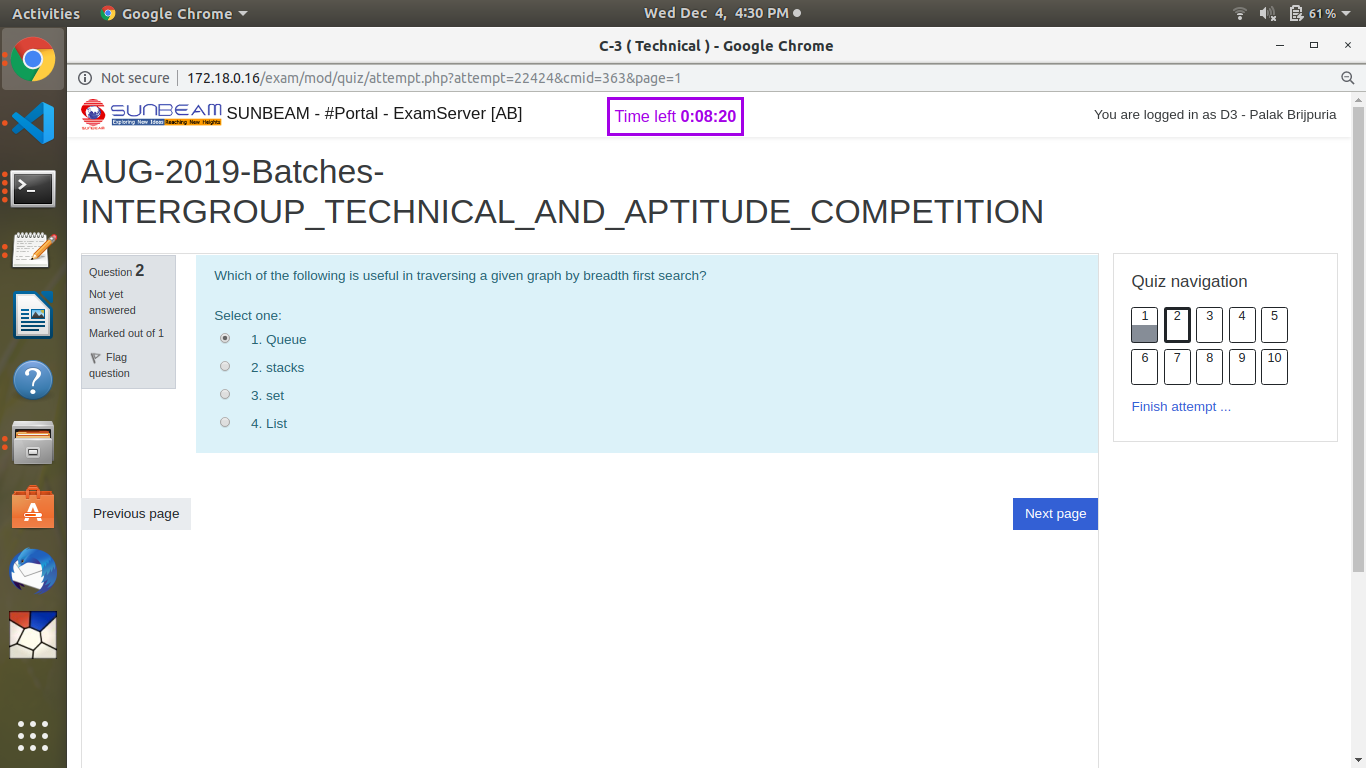 Activities
Google Chrome
Wed Dec 4, 4:30 PM
61 %
C-3 ( Technical ) - Google Chrome
Not secure
172.18.0.16/exam/mod/quiz/attempt.php?attempt=22424&cmid=363&page=1
SUNBEAM
Exploring New Ideas Reaching New Heights
SUNBEAM
SUNBEAM - #Portal - ExamServer [AB]
Time left 0:08:20
You are logged in as D3 - Palak Brijpuria
AUG-2019-Batches-
INTERGROUP_TECHNICAL_AND_APTITUDE_COMPETITION
Question 2
Not yet
answered
Marked out of 1
Flag
question
Which of the following is useful in traversing a given graph by breadth first search?
Select one:
1. Queue
2. stacks
3. set
4. List
Previous page
Next page
Quiz navigation
1 2 3 4 5
6 7 8 9 10
Finish attempt ...